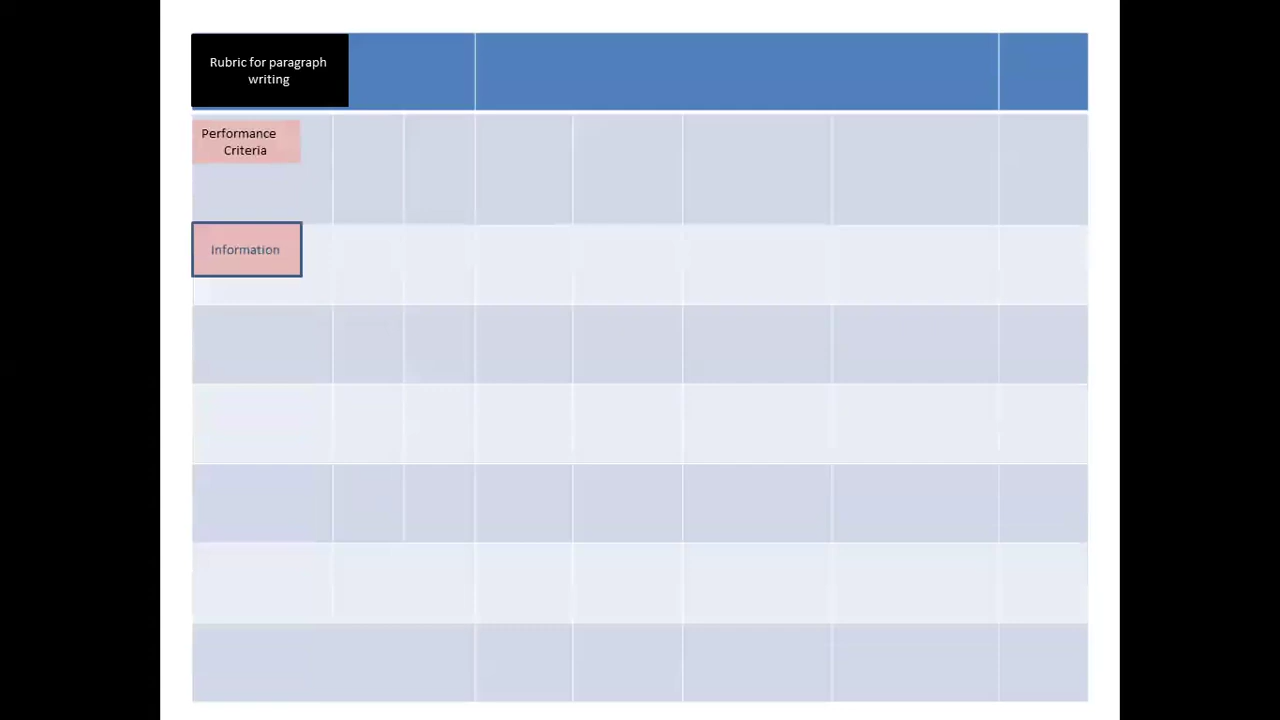 Rubric for paragraph
writing
Performance
Criteria
Information